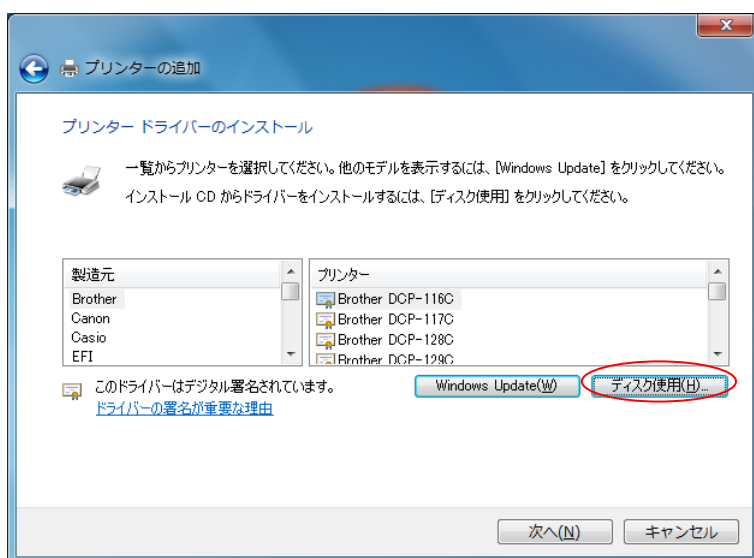 プリンターの追加
プリンター ドライバーのインストール
一覧からプリンターを選択してください。他のモデルを表示するには、[Windows Update] をクリックしてください。
インストール CD からドライバーをインストールするには、[ディスク使用] をクリックしてください。
製造元
Brother
Canon
Casio
EFI
プリンター
Brother DCP-116C
Brother DCP-117C
Brother DCP-128C
Brother DCP-129C
このドライバーはデジタル署名されています。
ドライバーの署名が重要な理由
Windows Update(W)
ディスク使用(H)...
次へ(N)
キャンセル